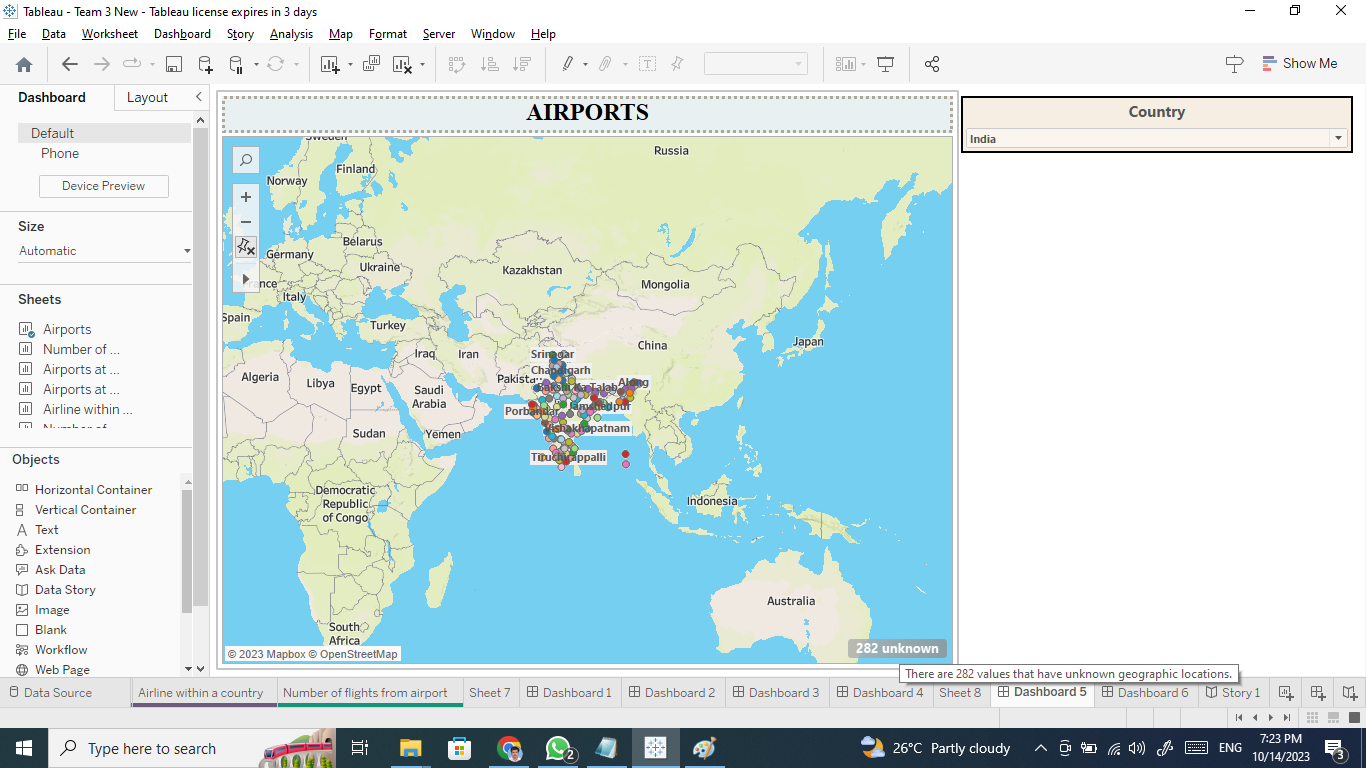 Tableau - Team 3 New - Tableau license expires in 3 days
File Data Worksheet Dashboard Story Analysis Map Format Server Window Help
Show Me
Dashboard Layout
Default
Phone
Device Preview
Size
Automatic
Sheets
Airports
Number of ...
Airports at ...
Airports at ...
Airline within ...
Objects
Horizontal Container
Vertical Container
Text
Extension
Ask Data
Data Story
Image
Blank
Workflow
Web Page
AIRPORTS
Country
India
Russia
Finland
Norway
Belarus
Germany
Ukraine
Kazakhstan
Mongolia
Italy
Spain
Turkey
Japan
China
Iraq
Iran
Srinagar
Chandigarh
Algeria
Libya
Egypt
Saudi
Arabia
Along
Porbandar
Jamshedpur
Sudan
Yemen
Vishakhapatnam
Tiruchirappalli
Democratic
Republic
of Congo
Indonesia
Australia
South
Africa
282 unknown
© 2023 Mapbox © OpenStreetMap
There are 282 values that have unknown geographic locations.
Data Source Airline within a country Number of flights from airport Sheet 7 Dashboard 1 Dashboard 2 Dashboard 3 Dashboard 4 Sheet 8 Dashboard 5 Dashboard 6 Story 1
Type here to search
2
26°C Partly cloudy
ENG
7:23 PM
10/14/2023
3